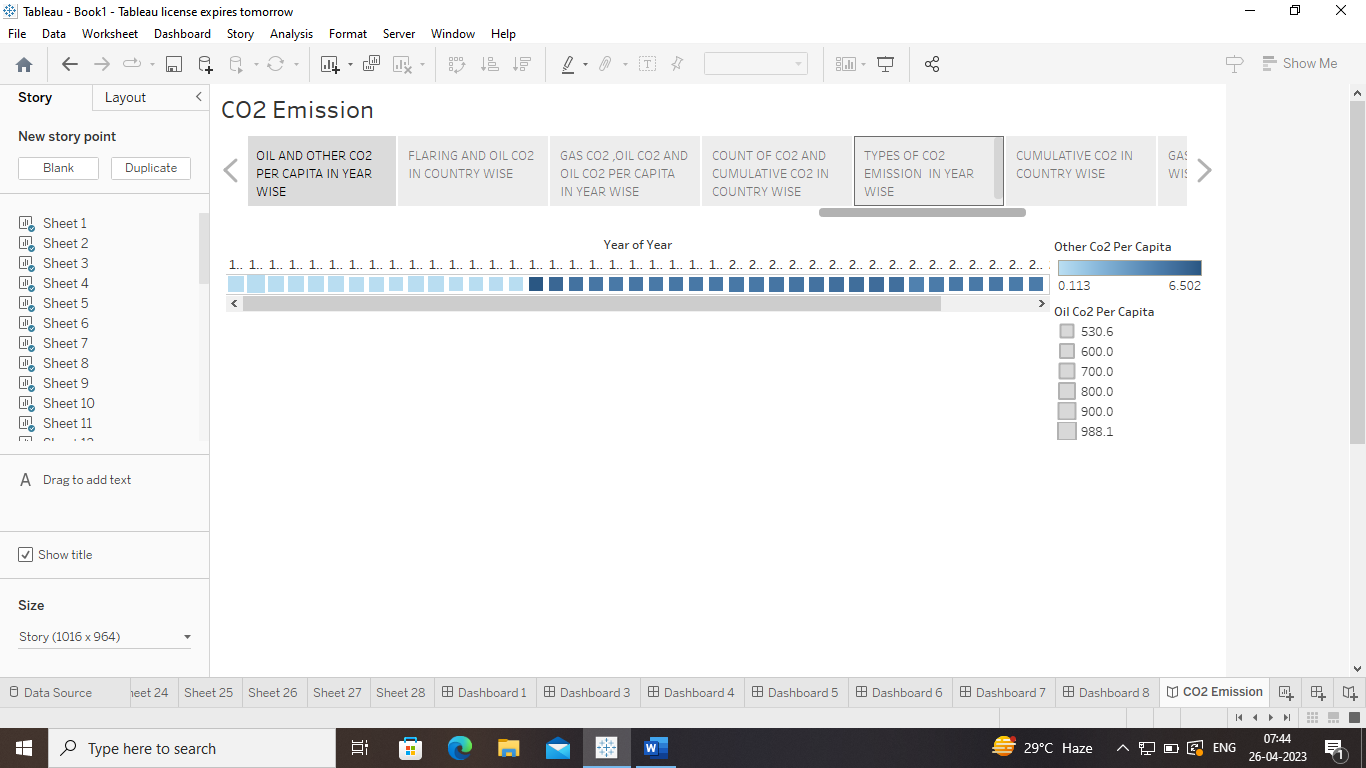 Tableau - Book1 - Tableau license expires tomorrow
File Data Worksheet Dashboard Story Analysis Format Server Window Help
Show Me
Story Layout
New story point
Blank Duplicate
Sheet 1
Sheet 2
Sheet 3
Sheet 4
Sheet 5
Sheet 6
Sheet 7
Sheet 8
Sheet 9
Sheet 10
Sheet 11
A Drag to add text
Show title
Size
Story (1016 x 964)
CO2 Emission
OIL AND OTHER CO2
PER CAPITA IN YEAR
WISE
FLARING AND OIL CO2
IN COUNTRY WISE
GAS CO2 ,OIL CO2 AND
OIL CO2 PER CAPITA
IN YEAR WISE
COUNT OF CO2 AND
CUMULATIVE CO2 IN
COUNTRY WISE
TYPES OF CO2
EMISSION IN YEAR
WISE
CUMULATIVE CO2 IN
COUNTRY WISE
Year of Year
1.. 1.. 1.. 1.. 1.. 1.. 1.. 1.. 1.. 1.. 1.. 1.. 1.. 1.. 1.. 1.. 1.. 1.. 1.. 1.. 1.. 1.. 1.. 1.. 1.. 2.. 2.. 2.. 2.. 2.. 2.. 2.. 2.. 2.. 2.. 2.. 2.. 2.. 2.. 2.. 2..
Other Co2 Per Capita
0.113 6.502
Oil Co2 Per Capita
530.6
600.0
700.0
800.0
900.0
988.1
Data Source heet 24 Sheet 25 Sheet 26 Sheet 27 Sheet 28 Dashboard 1 Dashboard 3 Dashboard 4 Dashboard 5 Dashboard 6 Dashboard 7 Dashboard 8 CO2 Emission
Type here to search
29°C Haze
ENG
07:44
26-04-2023
1